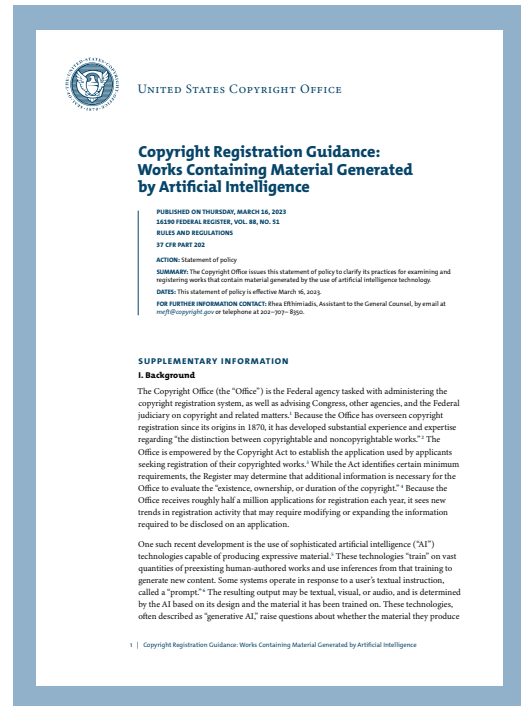 UNITED STATES COPYRIGHT OFFICE
Copyright Registration Guidance:
Works Containing Material Generated
by Artificial Intelligence
PUBLISHED ON THURSDAY, MARCH 16, 2023
16190 FEDERAL REGISTER, VOL. 88, NO. 51
RULES AND REGULATIONS
37 CFR PART 202
ACTION: Statement of policy
SUMMARY: The Copyright Office issues this statement of policy to clarify its practices for examining and
registering works that contain material generated by the use of artificial intelligence technology.
DATES: This statement of policy is effective March 16, 2023.
FOR FURTHER INFORMATION CONTACT: Rhea Efthimiadis, Assistant to the General Counsel, by email at
meft@copyright.gov or telephone at 202–707– 8350.
SUPPLEMENTARY INFORMATION
I. Background
The Copyright Office (the “Office”) is the Federal agency tasked with administering the
copyright registration system, as well as advising Congress, other agencies, and the Federal
judiciary on copyright and related matters.¹ Because the Office has overseen copyright
registration since its origins in 1870, it has developed substantial experience and expertise
regarding “the distinction between copyrightable and noncopyrightable works.” ² The
Office is empowered by the Copyright Act to establish the application used by applicants
seeking registration of their copyrighted works.³ While the Act identifies certain minimum
requirements, the Register may determine that additional information is necessary for the
Office to evaluate the “existence, ownership, or duration of the copyright.” ⁴ Because the
Office receives roughly half a million applications for registration each year, it sees new
trends in registration activity that may require modifying or expanding the information
required to be disclosed on an application.
One such recent development is the use of sophisticated artificial intelligence (“AI”)
technologies capable of producing expressive material.⁵ These technologies “train” on vast
quantities of preexisting human-authored works and use inferences from that training to
generate new content. Some systems operate in response to a user’s textual instruction,
called a “prompt.” ⁶ The resulting output may be textual, visual, or audio, and is determined
by the AI based on its design and the material it has been trained on. These technologies,
often described as “generative AI,” raise questions about whether the material they produce
1 | Copyright Registration Guidance: Works Containing Material Generated by Artificial Intelligence